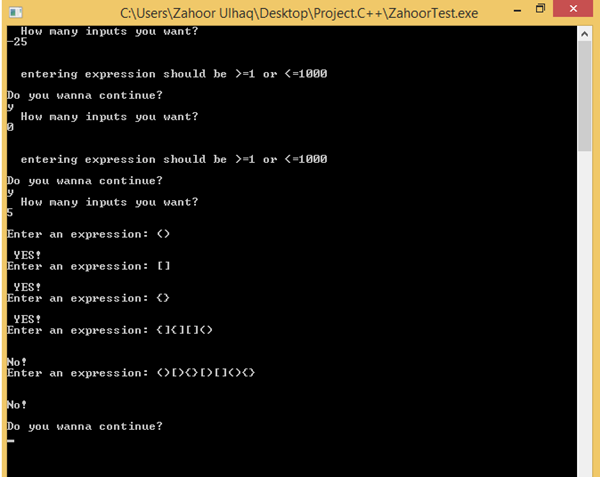 C:\Users\Zahoor Ulhaq\Desktop\Project.C++\ZahoorTest.exe
How many inputs you want?
-25
entering expression should be >=1 or <=1000
Do you wanna continue?
y
How many inputs you want?
0
entering expression should be >=1 or <=1000
Do you wanna continue?
y
How many inputs you want?
5
Enter an expression: ()
YES!
Enter an expression: []
YES!
Enter an expression: {}
YES!
Enter an expression:
No!
Enter an expression:
No!
Do you wanna continue?